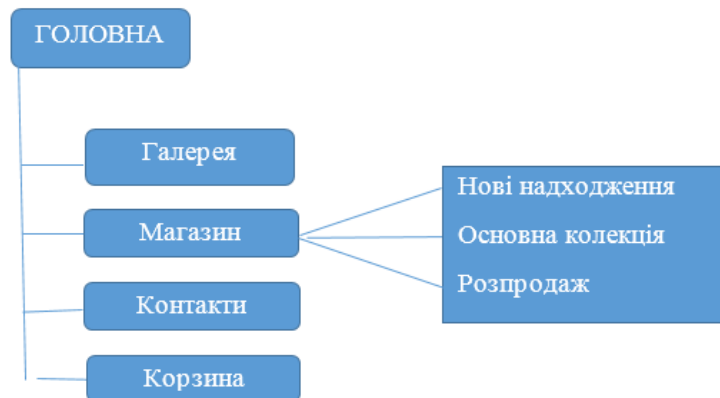 ГОЛОВНА
Галерея
Магазин
Контакти
Корзина
Нові надходження
Основна колекція
Розпродаж